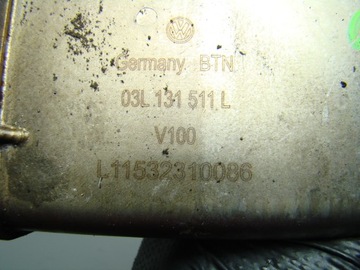 Germany BTN
03L 131 511 L
V100
L11532310086